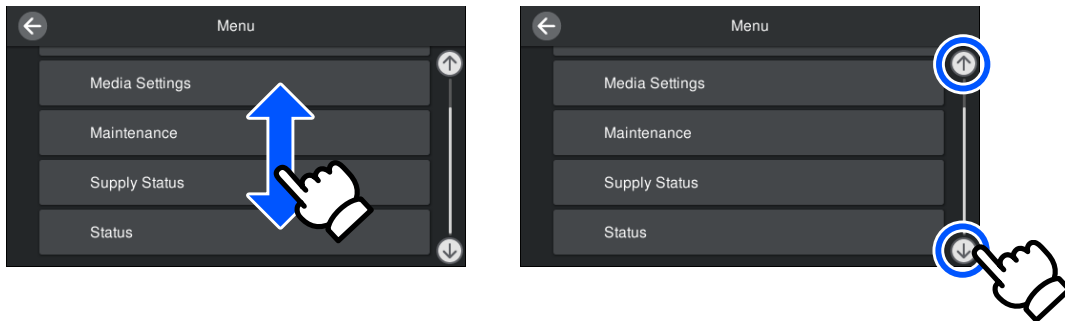 Menu
Media Settings
Maintenance
Supply Status
Status
Menu
Media Settings
Maintenance
Supply Status
Status